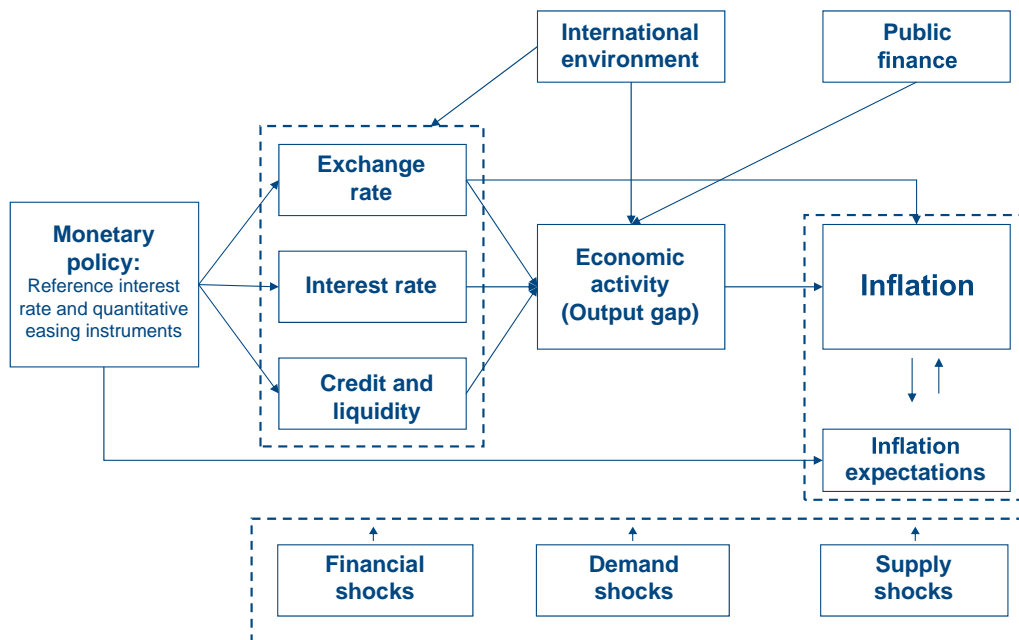 International
environment
Public
finance
Exchange
rate
Monetary
policy:
Reference interest
rate and quantitative
easing instruments
Interest rate
Economic
activity
(Output gap)
Inflation
Credit and
liquidity
Inflation
expectations
Financial
shocks
Demand
shocks
Supply
shocks